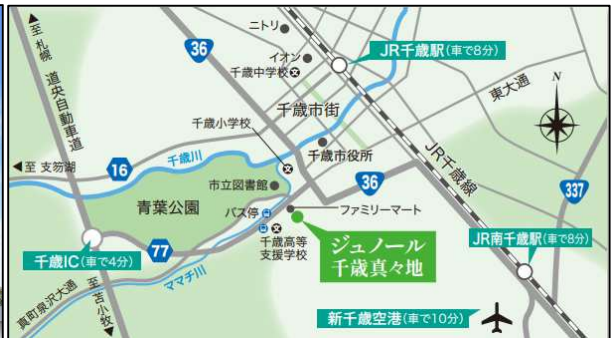 至 札幌
道央自動車道
36
ニトリ
イオン
千歳中学校
JR千歳駅(車で8分)
千歳市街
東大通
N
千歳小学校
千歳川
至 支笏湖
16
千歳市役所
JR千歳線
市立図書館
36
337
青葉公園
バス停
ファミリーマート
千歳IC(車で4分)
77
千歳高等
支援学校
ジュノール
千歳真々地
JR南千歳駅(車で8分)
ママチ川
真町泉沢大通
至 苫小牧
新千歳空港(車で10分)